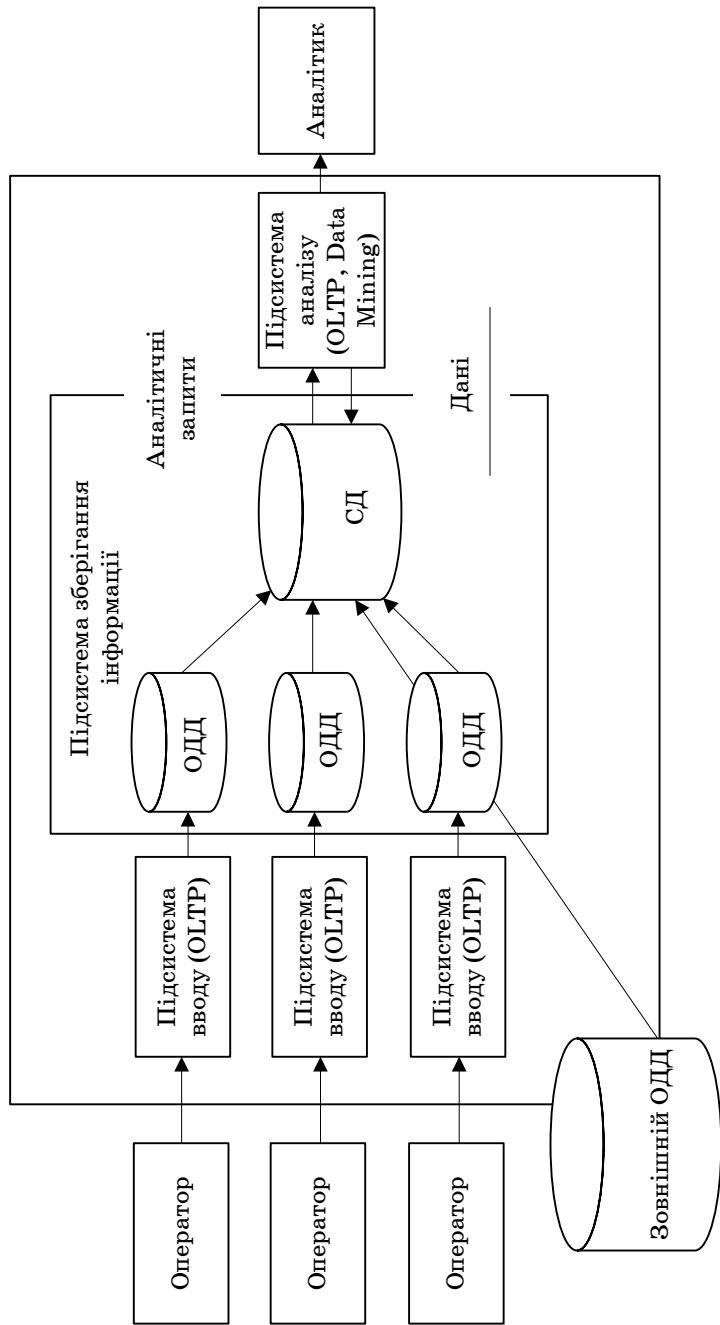 Оператор
Оператор
Оператор
Підсистема
вводу (OLTP)
Підсистема
вводу (OLTP)
Підсистема
вводу (OLTP)
Підсистема зберігання
інформації
ОДД
ОДД
ОДД
СД
Аналітичні
запити
Дані
Підсистема
аналізу
(OLTP, Data
Mining)
Аналітик
Зовнішній ОДД